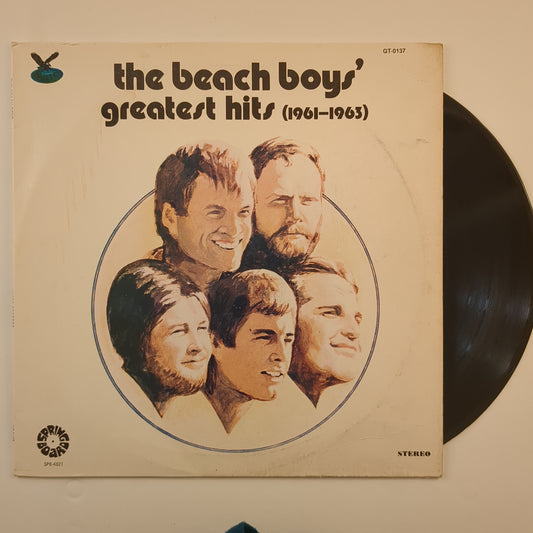 GT-0137
the beach boys'
greatest hits (1961–1963)
SPRING BOARD
SPB-4021
STEREO